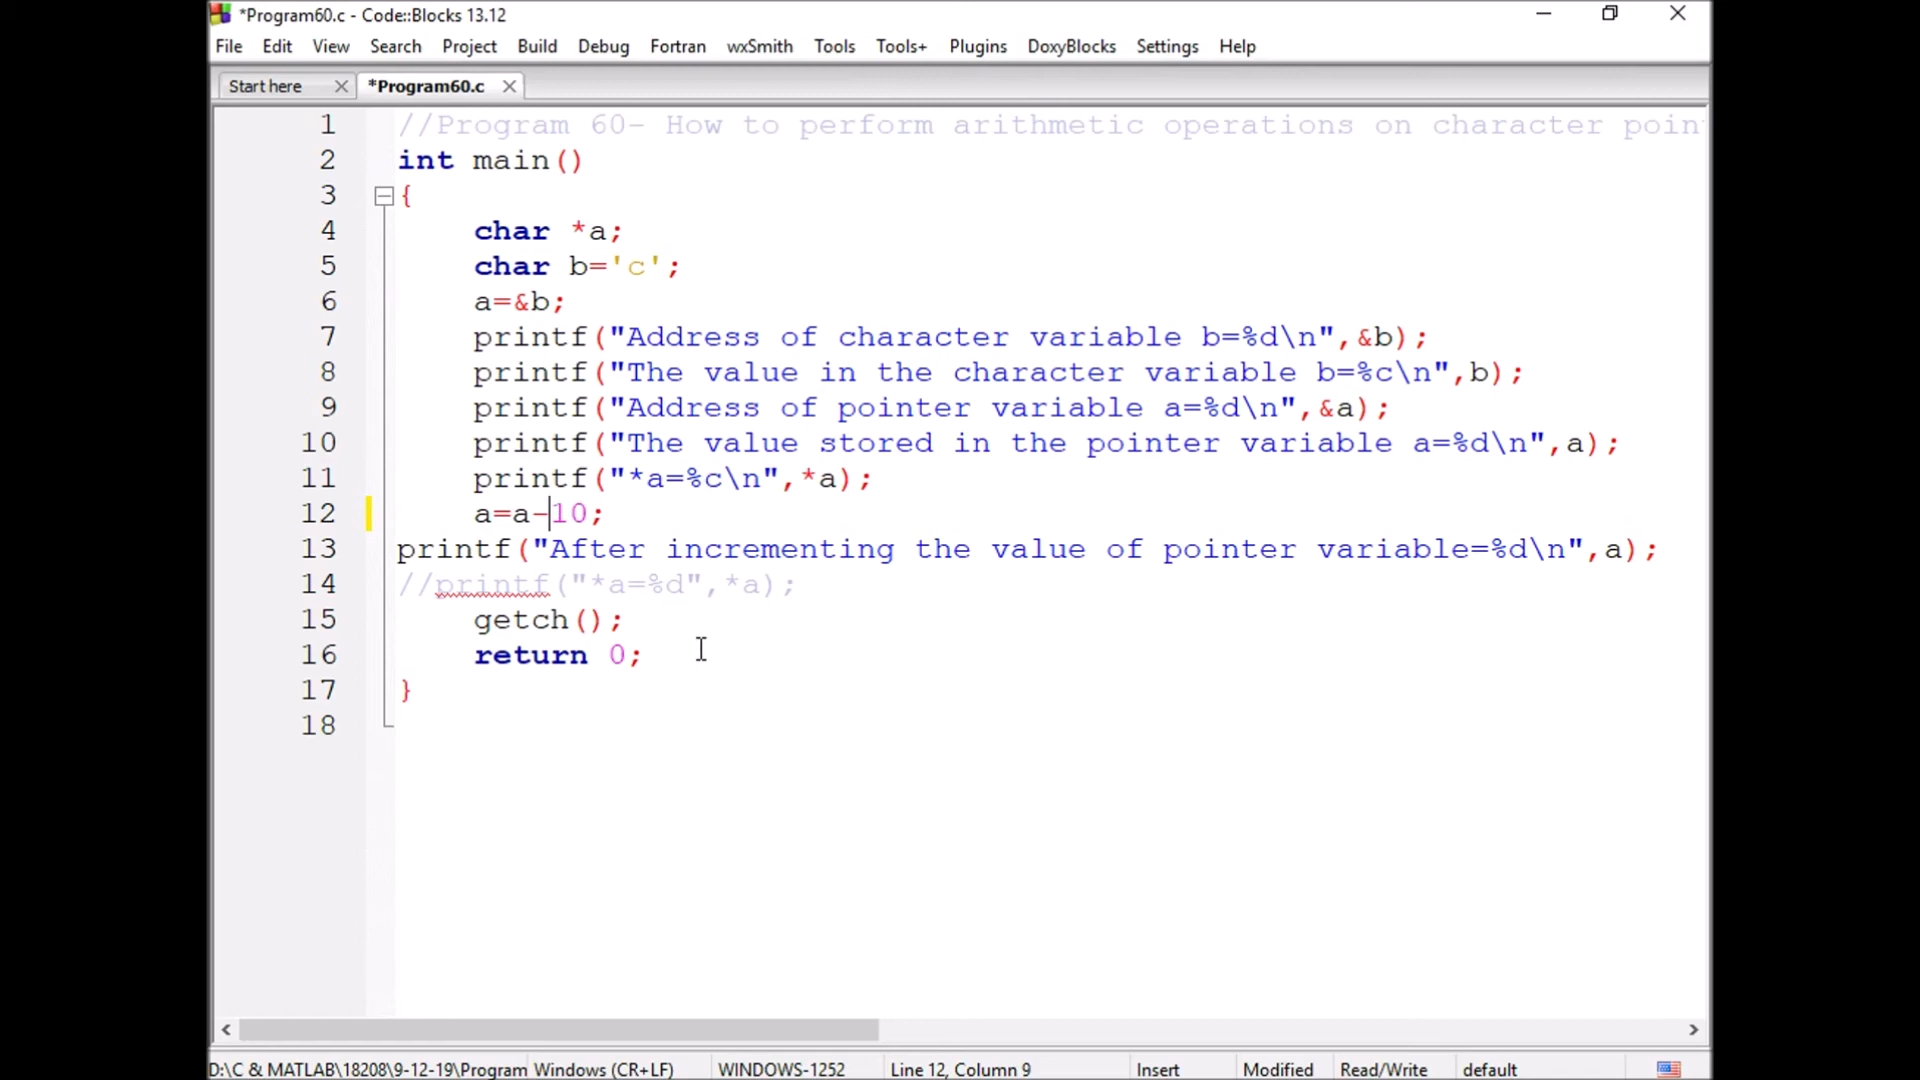 *Program60.c - Code::Blocks 13.12
File Edit View Search Project Build Debug Fortran wxSmith Tools Tools+ Plugins DoxyBlocks Settings Help
Start here *Program60.c
1 //Program 60- How to perform arithmetic operations on character poin
2 int main()
3 {
4 char *a;
5 char b='c';
6 a=&b;
7 printf("Address of character variable b=%d\n",&b);
8 printf("The value in the character variable b=%c\n",b);
9 printf("Address of pointer variable a=%d\n",&a);
10 printf("The value stored in the pointer variable a=%d\n",a);
11 printf("*a=%c\n",*a);
12 a=a-10;
13 printf("After incrementing the value of pointer variable=%d\n",a);
14 //printf("*a=%d",*a);
15 getch();
16 return 0;
17 }
18
D:\C & MATLAB\18208\9-12-19\Program Windows (CR+LF) WINDOWS-1252 Line 12, Column 9 Insert Modified Read/Write default